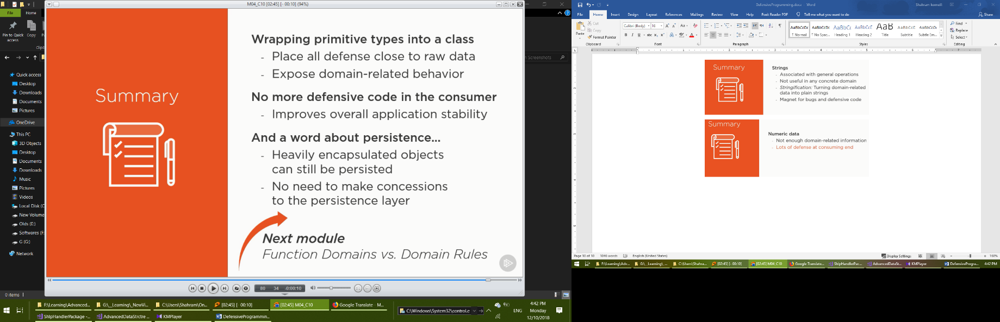 M04_C10 [02:45] [- 00:10] (94%)
File
Home
Pin to Quick access
Copy
Quick access
Desktop
Downloads
Documents
Pictures
OneDrive
This PC
3D Objects
Desktop
Documents
Downloads
Music
Pictures
Videos
Local Disk (C
New Volume
Olds (E:)
Softwares (F:
G (G:)
Network
0 items
Screenshots
Summary
Wrapping primitive types into a class
- Place all defense close to raw data
- Expose domain-related behavior
No more defensive code in the consumer
- Improves overall application stability
And a word about persistence...
- Heavily encapsulated objects
can still be persisted
- No need to make concessions
to the persistence layer
Next module
Function Domains vs. Domain Rules
80 34 -0:00:10
F:\Learning\Advanced...
G:\_Learning\_NewVi...
C:\Users\Shahram\On...
[02:45] [- 00:10]
[02:45] M04_C10
Google Translate - M...
ShlpHandlerPackage -...
AdvancedDataStrctre ...
KMPlayer
DefensiveProgrammin...
C:\Windows\System32\control.e
ENG
4:42 PM
Monday
12/10/2018
DefensiveProgramming.docx - Word
Shahram komeili
File Home Insert Design Layout References Mailings Review View Help Foxit Reader PDF Tell me what you want to do Share
Paste
Cut
Copy
Format Painter
Clipboard
Calibri (Body) 16
Font
Paragraph
AaBbCcDc AaBbCcDc AaBbCc AaBbCcE AaB AaBbCcD AaBbCcDc
¶ Normal ¶ No Spac... Heading 1 Heading 2 Title Subtitle Subtle Em...
Styles
Find
Replace
Select
Editing
Summary
Strings
- Associated with general operations
- Not useful in any concrete domain
- Stringification: Turning domain-related
data into plain strings
- Magnet for bugs and defensive code
Summary
Numeric data
- Not enough domain-related information
- Lots of defense at consuming end
Page 10 of 10 1046 words English (United States)
Display Settings
160%
F:\Learning\Adv...
G:\_Learning\_...
C:\Users\Shahra...
[02:45] [- 00:10]
[02:45] M04_C10
Google Translate...
ShlpHandlerPac...
AdvancedDataSt...
KMPlayer
DefensiveProgra...
4:42 PM